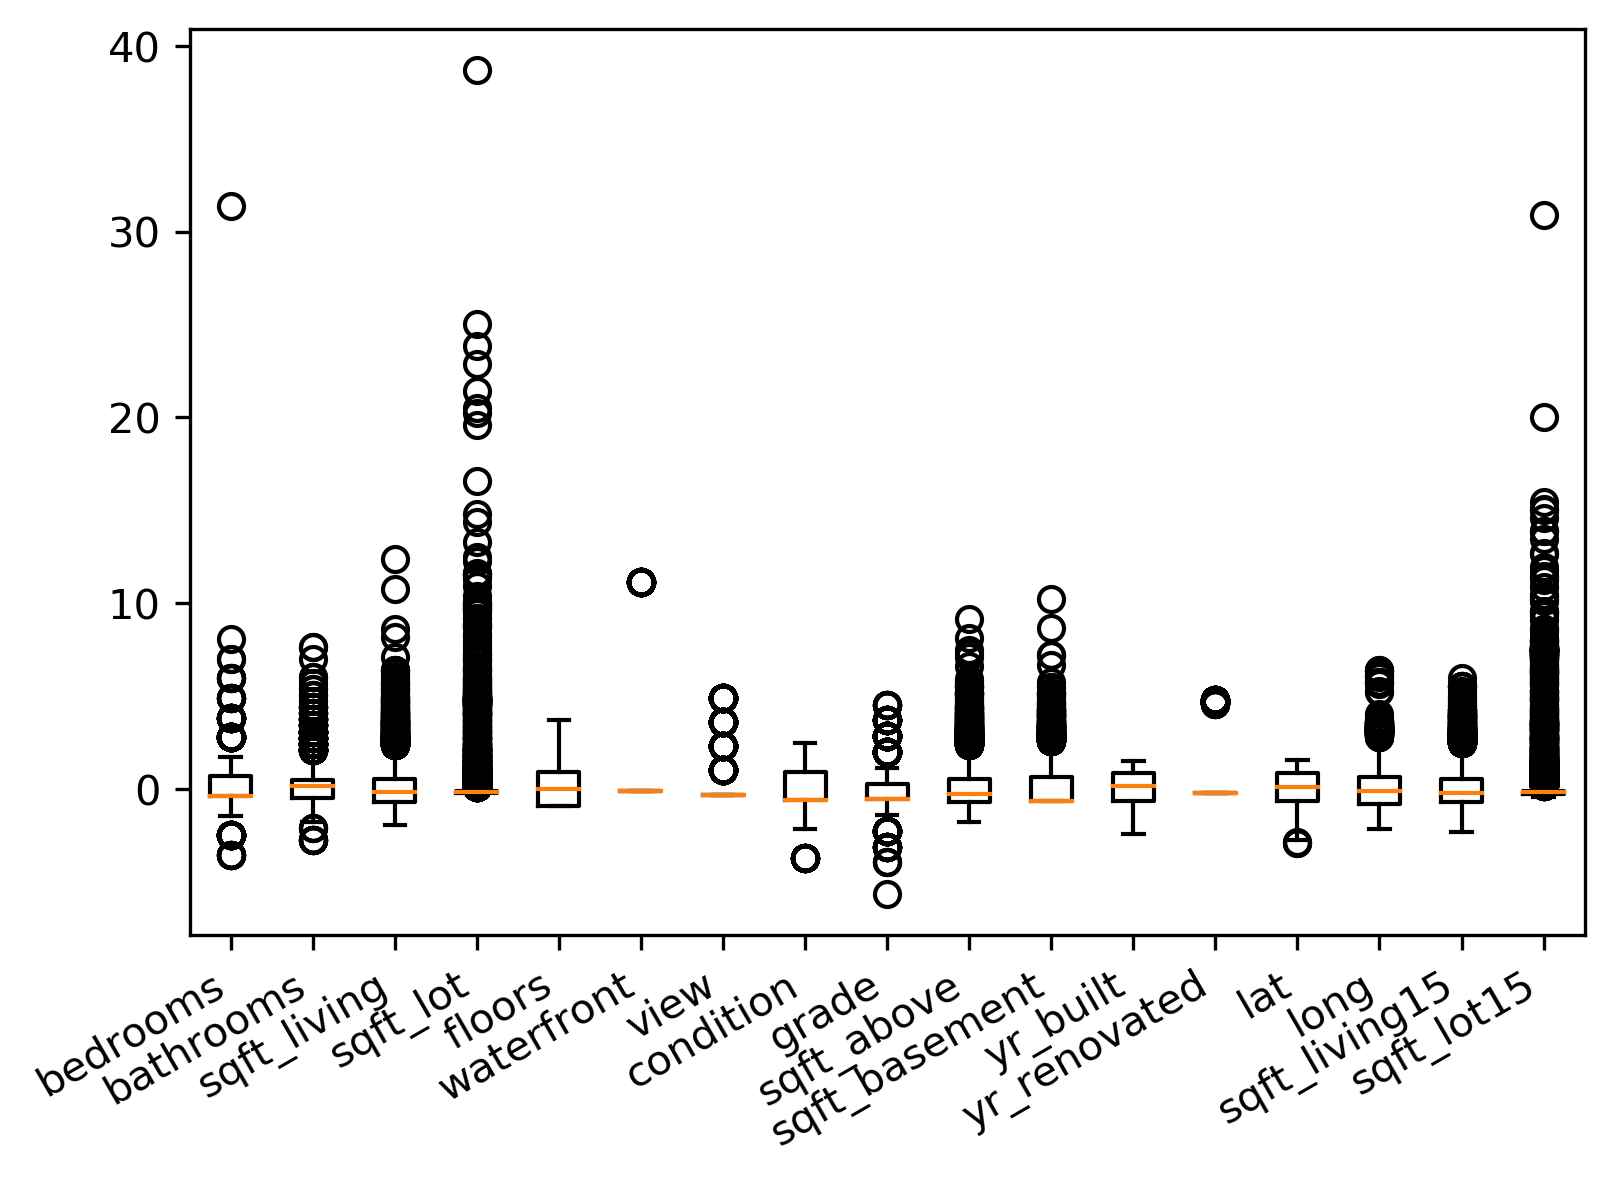 40
30
20
10
0
bedrooms
bathrooms
sqft_living
sqft_lot
floors
waterfront
view
condition
grade
sqft_above
sqft_basement
yr_built
yr_renovated
lat
long
sqft_living15
sqft_lot15